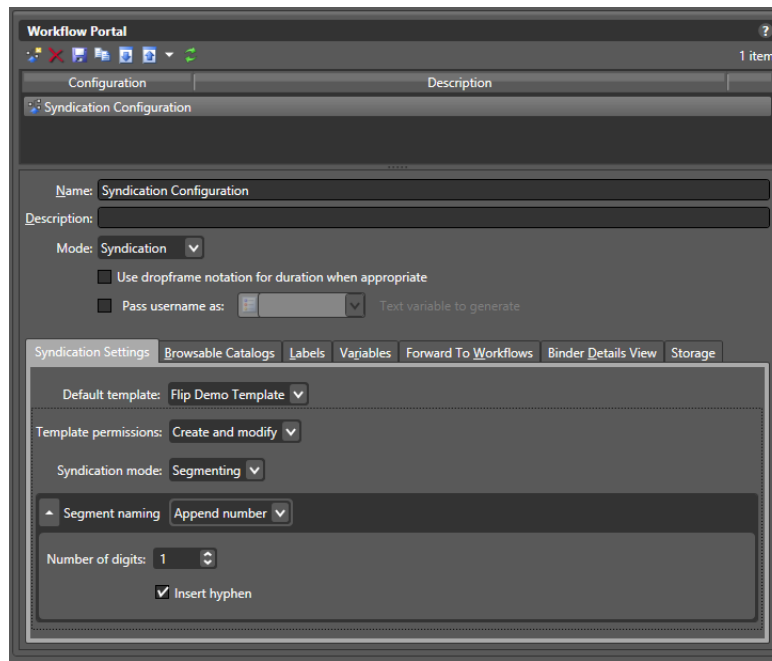 Workflow Portal ?
1 item
Configuration Description
Syndication Configuration
Name: Syndication Configuration
Description:
Mode: Syndication
Use dropframe notation for duration when appropriate
Pass username as: Text variable to generate
Syndication Settings Browsable Catalogs Labels Variables Forward To Workflows Binder Details View Storage
Default template: Flip Demo Template
Template permissions: Create and modify
Syndication mode: Segmenting
Segment naming Append number
Number of digits: 1
Insert hyphen